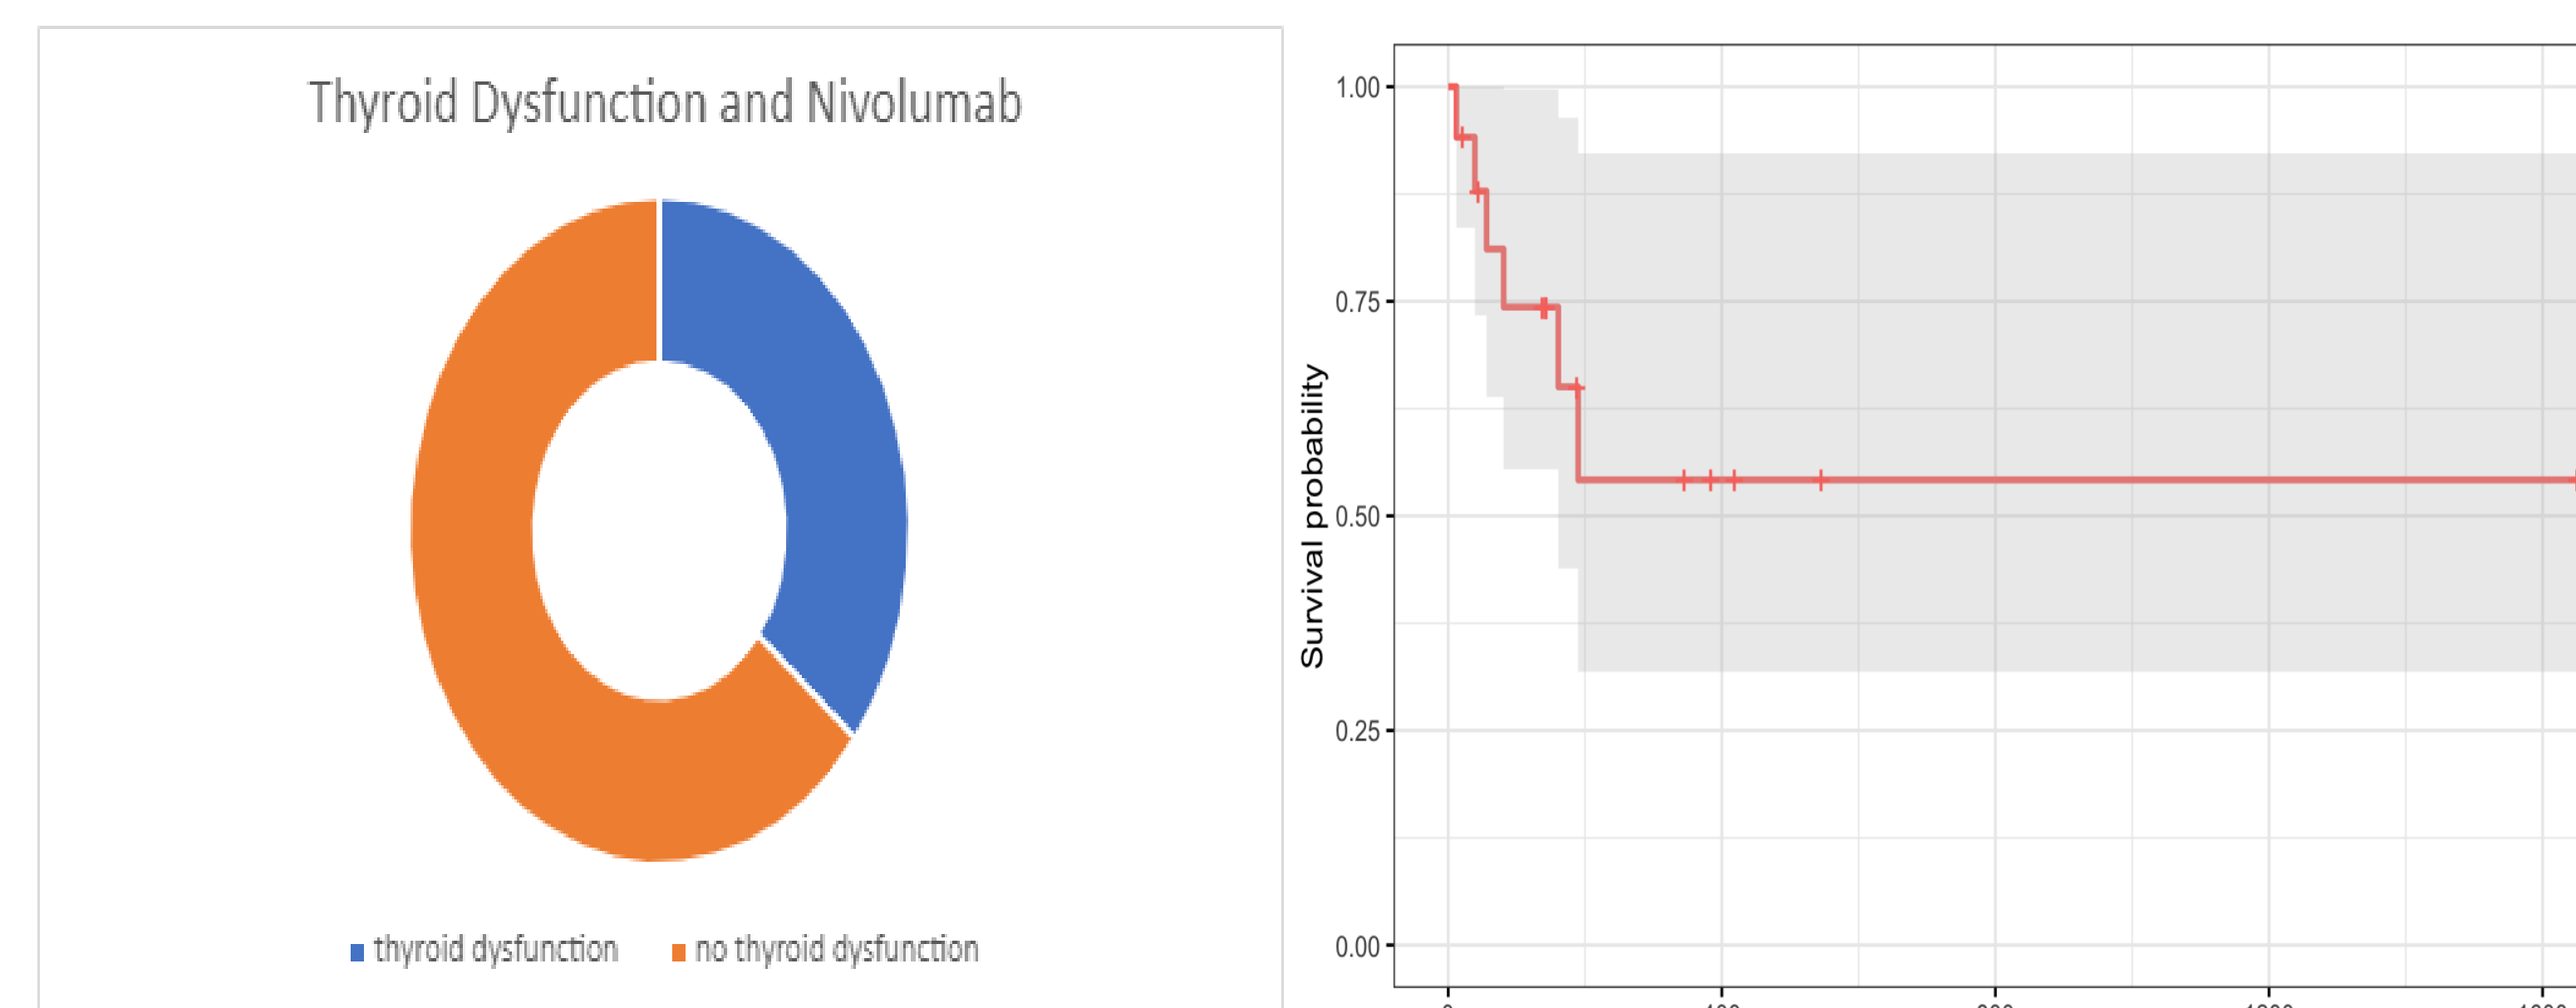 Thyroid Dysfunction and Nivolumab
thyroid dysfunction
no thyroid dysfunction
Survival probability
1.00
0.75
0.50
0.25
0.00